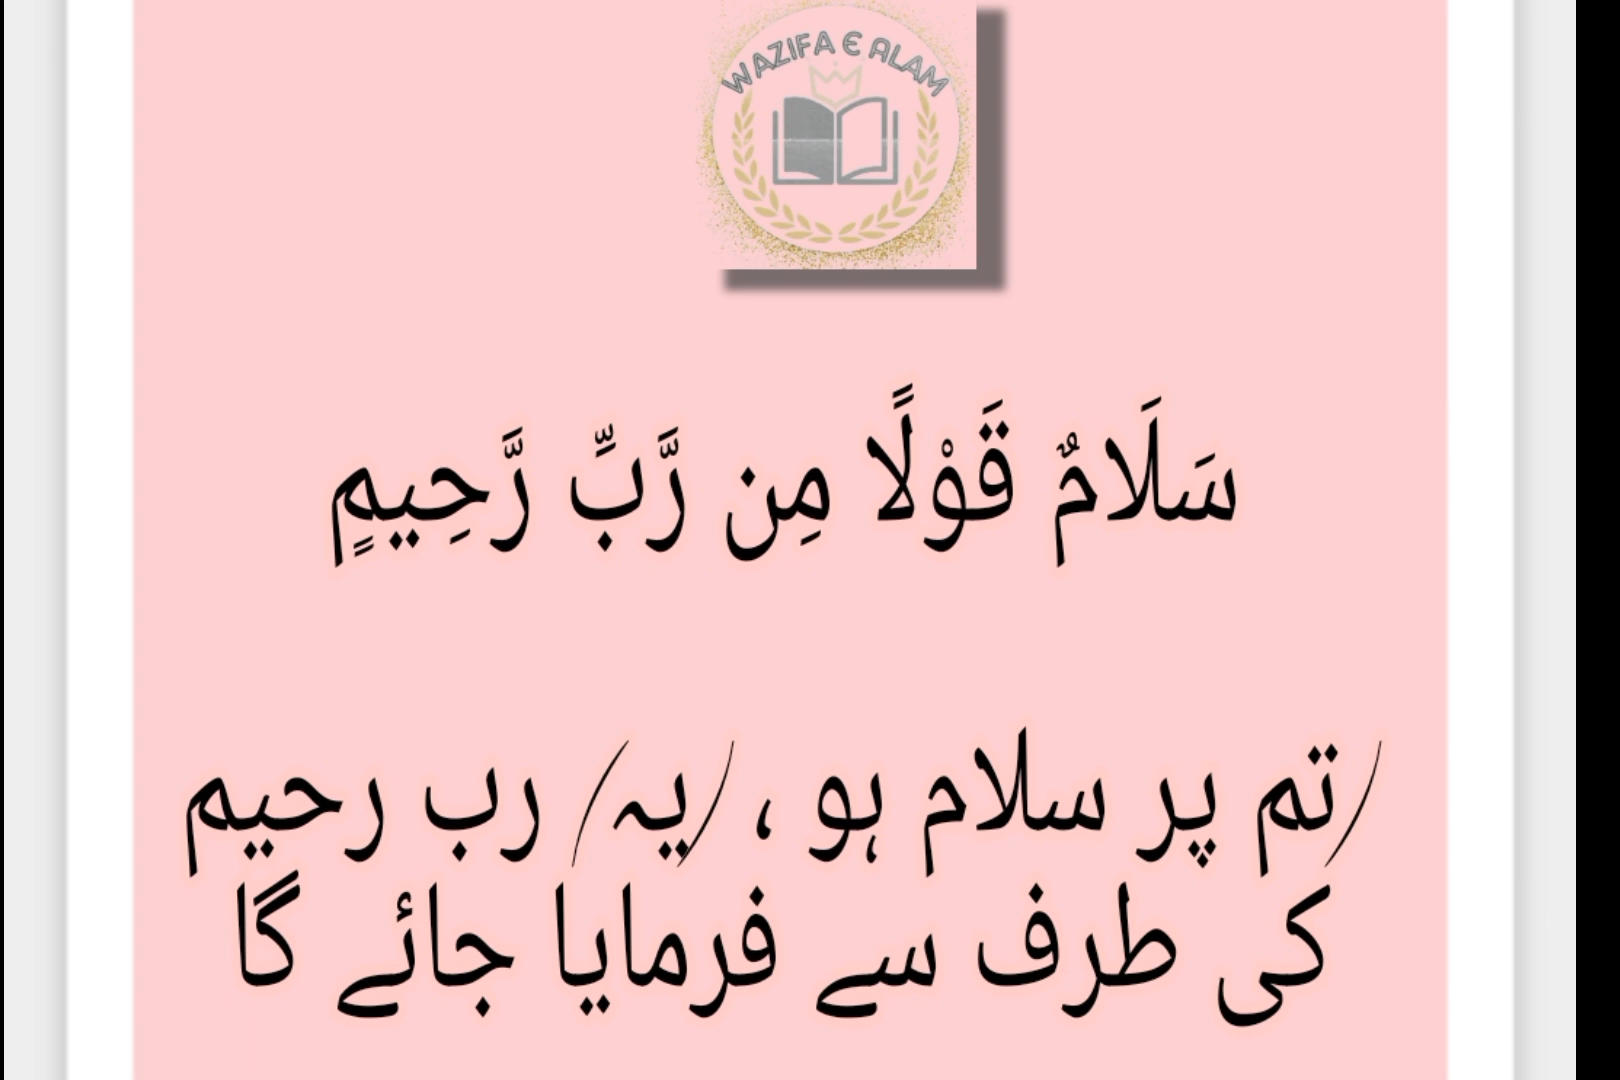 WAZIFA E ALAM
سَلَامٌ قَوْلًا مِن رَّبٍّ رَّحِيمٍ
(تم پر سلام ہو ، (یہ) رب رحیم
کی طرف سے فرمایا جائے گا